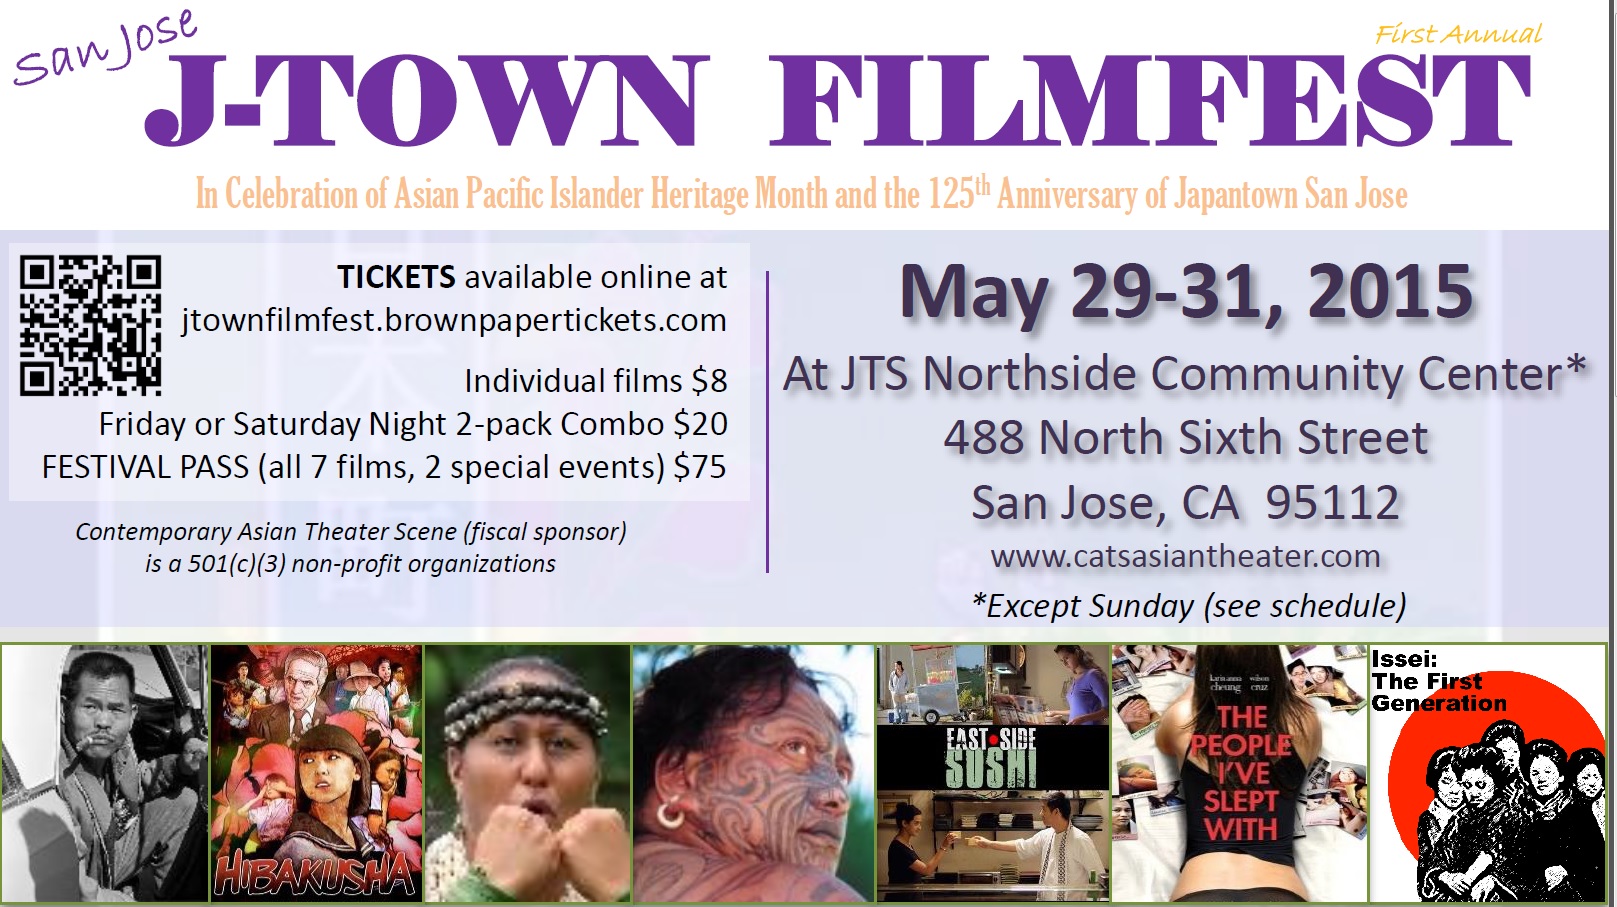 San Jose
First Annual
J-TOWN FILMFEST
In Celebration of Asian Pacific Islander Heritage Month and the 125th Anniversary of Japantown San Jose
TICKETS available online at
jtownfilmfest.brownpapertickets.com
Individual films $8
Friday or Saturday Night 2-pack Combo $20
FESTIVAL PASS (all 7 films, 2 special events) $75
Contemporary Asian Theater Scene (fiscal sponsor)
is a 501(c)(3) non-profit organizations
May 29-31, 2015
At JTS Northside Community Center*
488 North Sixth Street
San Jose, CA 95112
www.catsasiantheater.com
*Except Sunday (see schedule)
HIBAKUSHA
EAST SIDE
SUSHI
karin anna wilson
cheung cruz
THE
PEOPLE
I'VE
SLEPT
WITH
Issei:
The First
Generation